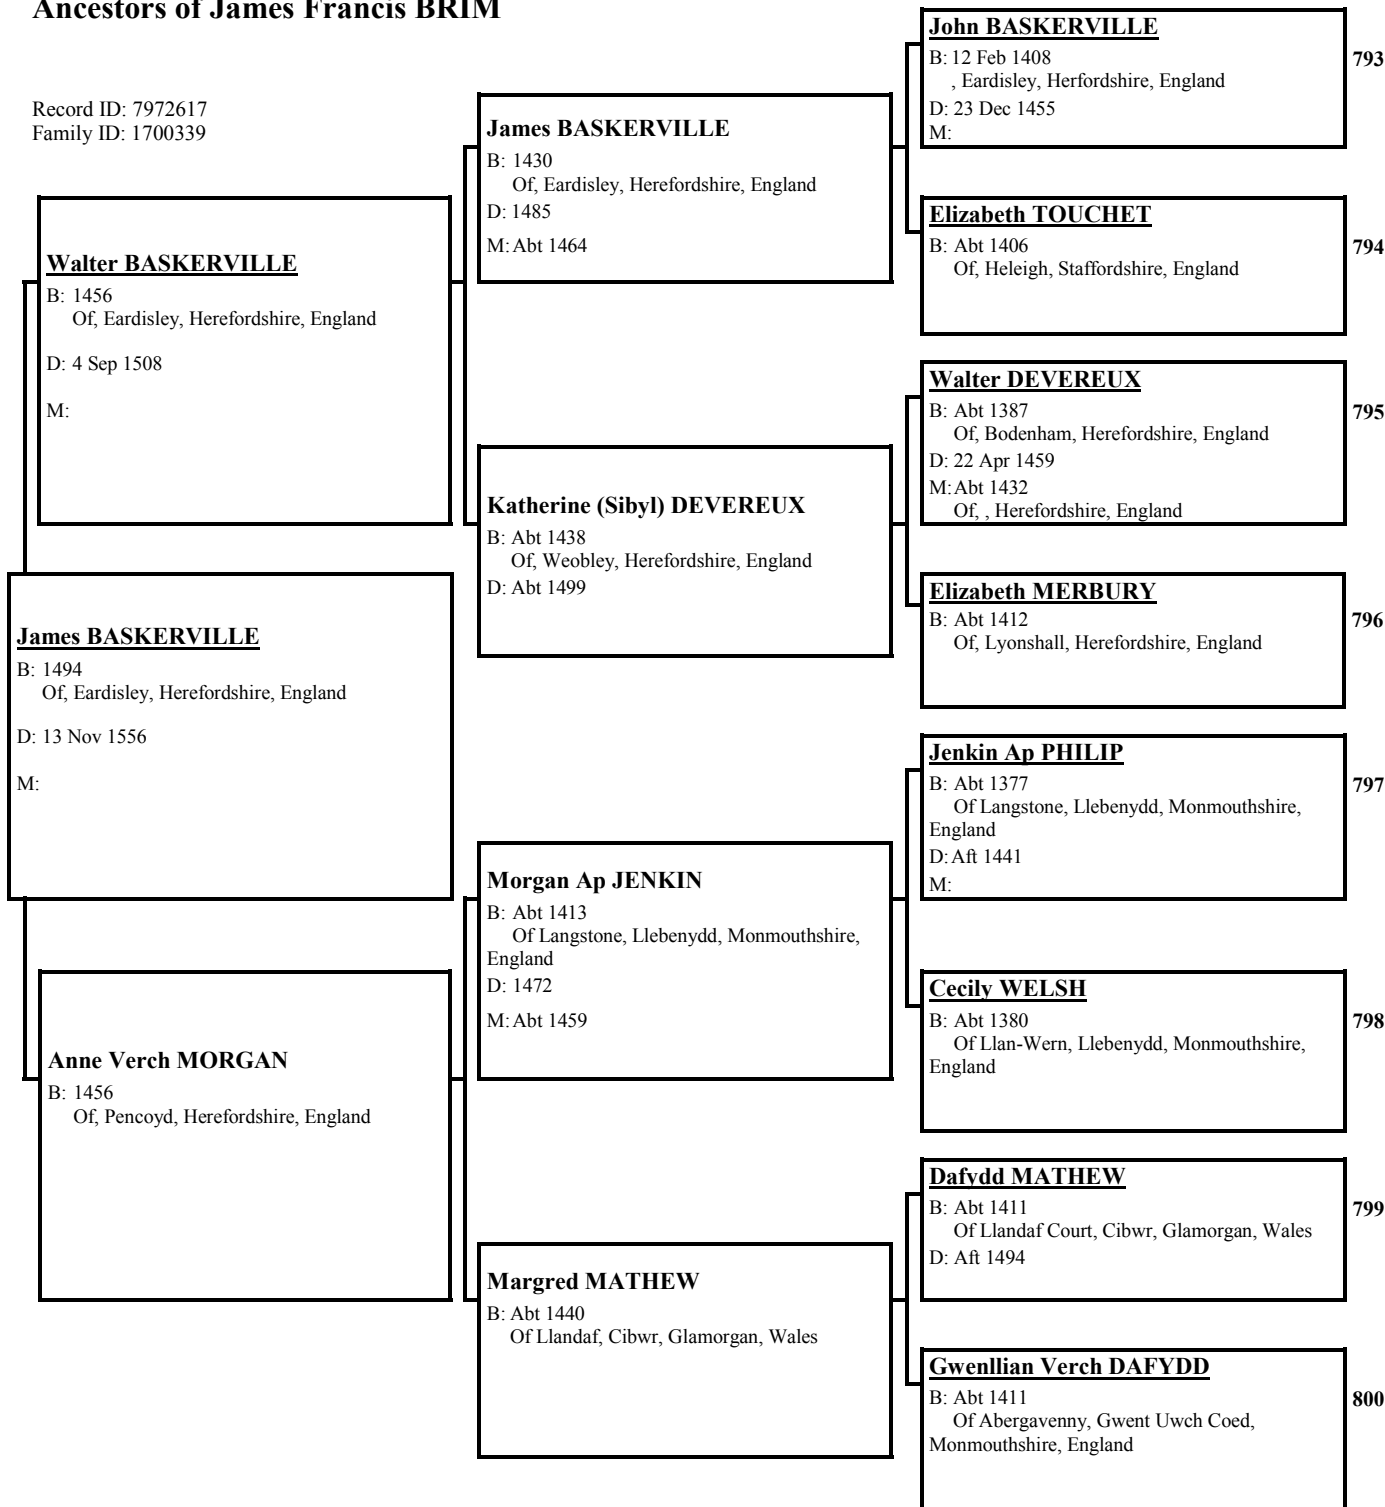 Ancestors of James Francis BRIM
Record ID: 7972617
Family ID: 1700339
James BASKERVILLE
B: 1494
Of, Eardisley, Herefordshire, England
D: 13 Nov 1556
M:
Walter BASKERVILLE
B: 1456
Of, Eardisley, Herefordshire, England
D: 4 Sep 1508
M:
Anne Verch MORGAN
B: 1456
Of, Pencoyd, Herefordshire, England
James BASKERVILLE
B: 1430
Of, Eardisley, Herefordshire, England
D: 1485
M: Abt 1464
Katherine (Sibyl) DEVEREUX
B: Abt 1438
Of, Weobley, Herefordshire, England
D: Abt 1499
Morgan Ap JENKIN
B: Abt 1413
Of Langstone, Llebenydd, Monmouthshire,
England
D: 1472
M: Abt 1459
Margred MATHEW
B: Abt 1440
Of Llandaf, Cibwr, Glamorgan, Wales
John BASKERVILLE
B: 12 Feb 1408
, Eardisley, Herfordshire, England
D: 23 Dec 1455
M:
793
Elizabeth TOUCHET
B: Abt 1406
Of, Heleigh, Staffordshire, England
794
Walter DEVEREUX
B: Abt 1387
Of, Bodenham, Herefordshire, England
D: 22 Apr 1459
M: Abt 1432
Of, , Herefordshire, England
795
Elizabeth MERBURY
B: Abt 1412
Of, Lyonshall, Herefordshire, England
796
Jenkin Ap PHILIP
B: Abt 1377
Of Langstone, Llebenydd, Monmouthshire,
England
D: Aft 1441
M:
797
Cecily WELSH
B: Abt 1380
Of Llan-Wern, Llebenydd, Monmouthshire,
England
798
Dafydd MATHEW
B: Abt 1411
Of Llandaf Court, Cibwr, Glamorgan, Wales
D: Aft 1494
799
Gwenllian Verch DAFYDD
B: Abt 1411
Of Abergavenny, Gwent Uwch Coed,
Monmouthshire, England
800